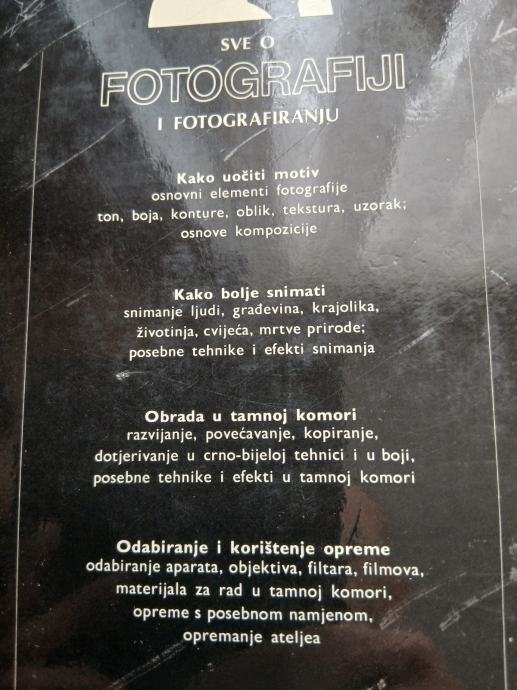 SVE O
FOTOGRAFIJI
I FOTOGRAFIRANJU
Kako uočiti motiv
osnovni elementi fotografije
ton, boja, konture, oblik, tekstura, uzorak;
osnove kompozicije
Kako bolje snimati
snimanje ljudi, građevina, krajolika,
životinja, cvijeća, mrtve prirode;
posebne tehnike i efekti snimanja
Obrada u tamnoj komori
razvijanje, povećavanje, kopiranje,
dotjerivanje u crno-bijeloj tehnici i u boji,
posebne tehnike i efekti u tamnoj komori
Odabiranje i korištenje opreme
odabiranje aparata, objektiva, filtara, filmova,
materijala za rad u tamnoj komori,
opreme s posebnom namjenom,
opremanje ateljea